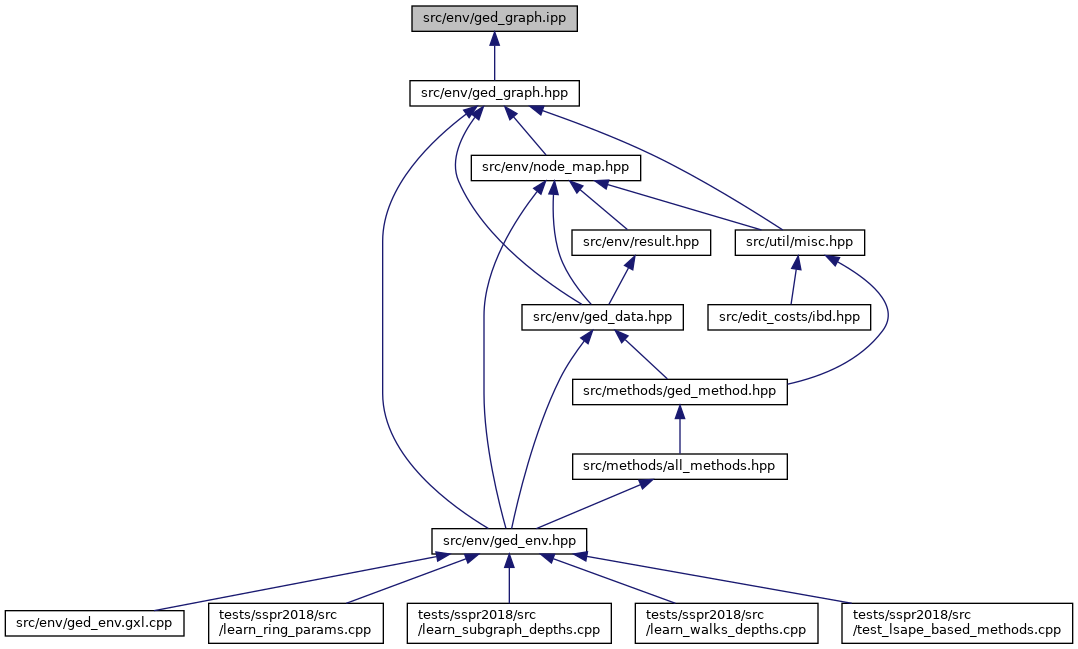 src/env/ged_graph.ipp
src/env/ged_graph.hpp
src/env/node_map.hpp
src/env/result.hpp
src/util/misc.hpp
src/env/ged_data.hpp
src/edit_costs/ibd.hpp
src/methods/ged_method.hpp
src/methods/all_methods.hpp
src/env/ged_env.hpp
src/env/ged_env.gxl.cpp
tests/sspr2018/src
/learn_ring_params.cpp
tests/sspr2018/src
/learn_subgraph_depths.cpp
tests/sspr2018/src
/learn_walks_depths.cpp
tests/sspr2018/src
/test_lsape_based_methods.cpp